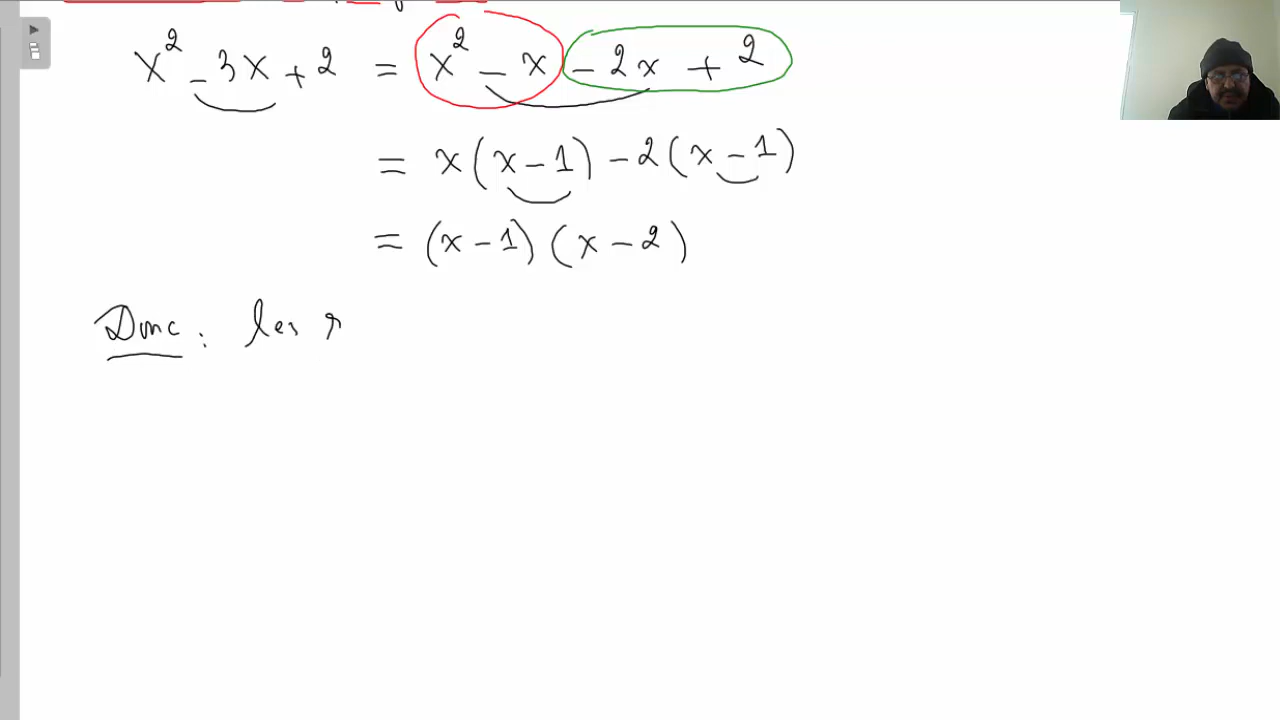 x² - 3x + 2 = x² - x - 2x + 2
= x(x - 1) - 2(x - 1)
= (x - 1)(x - 2)
Donc : les r